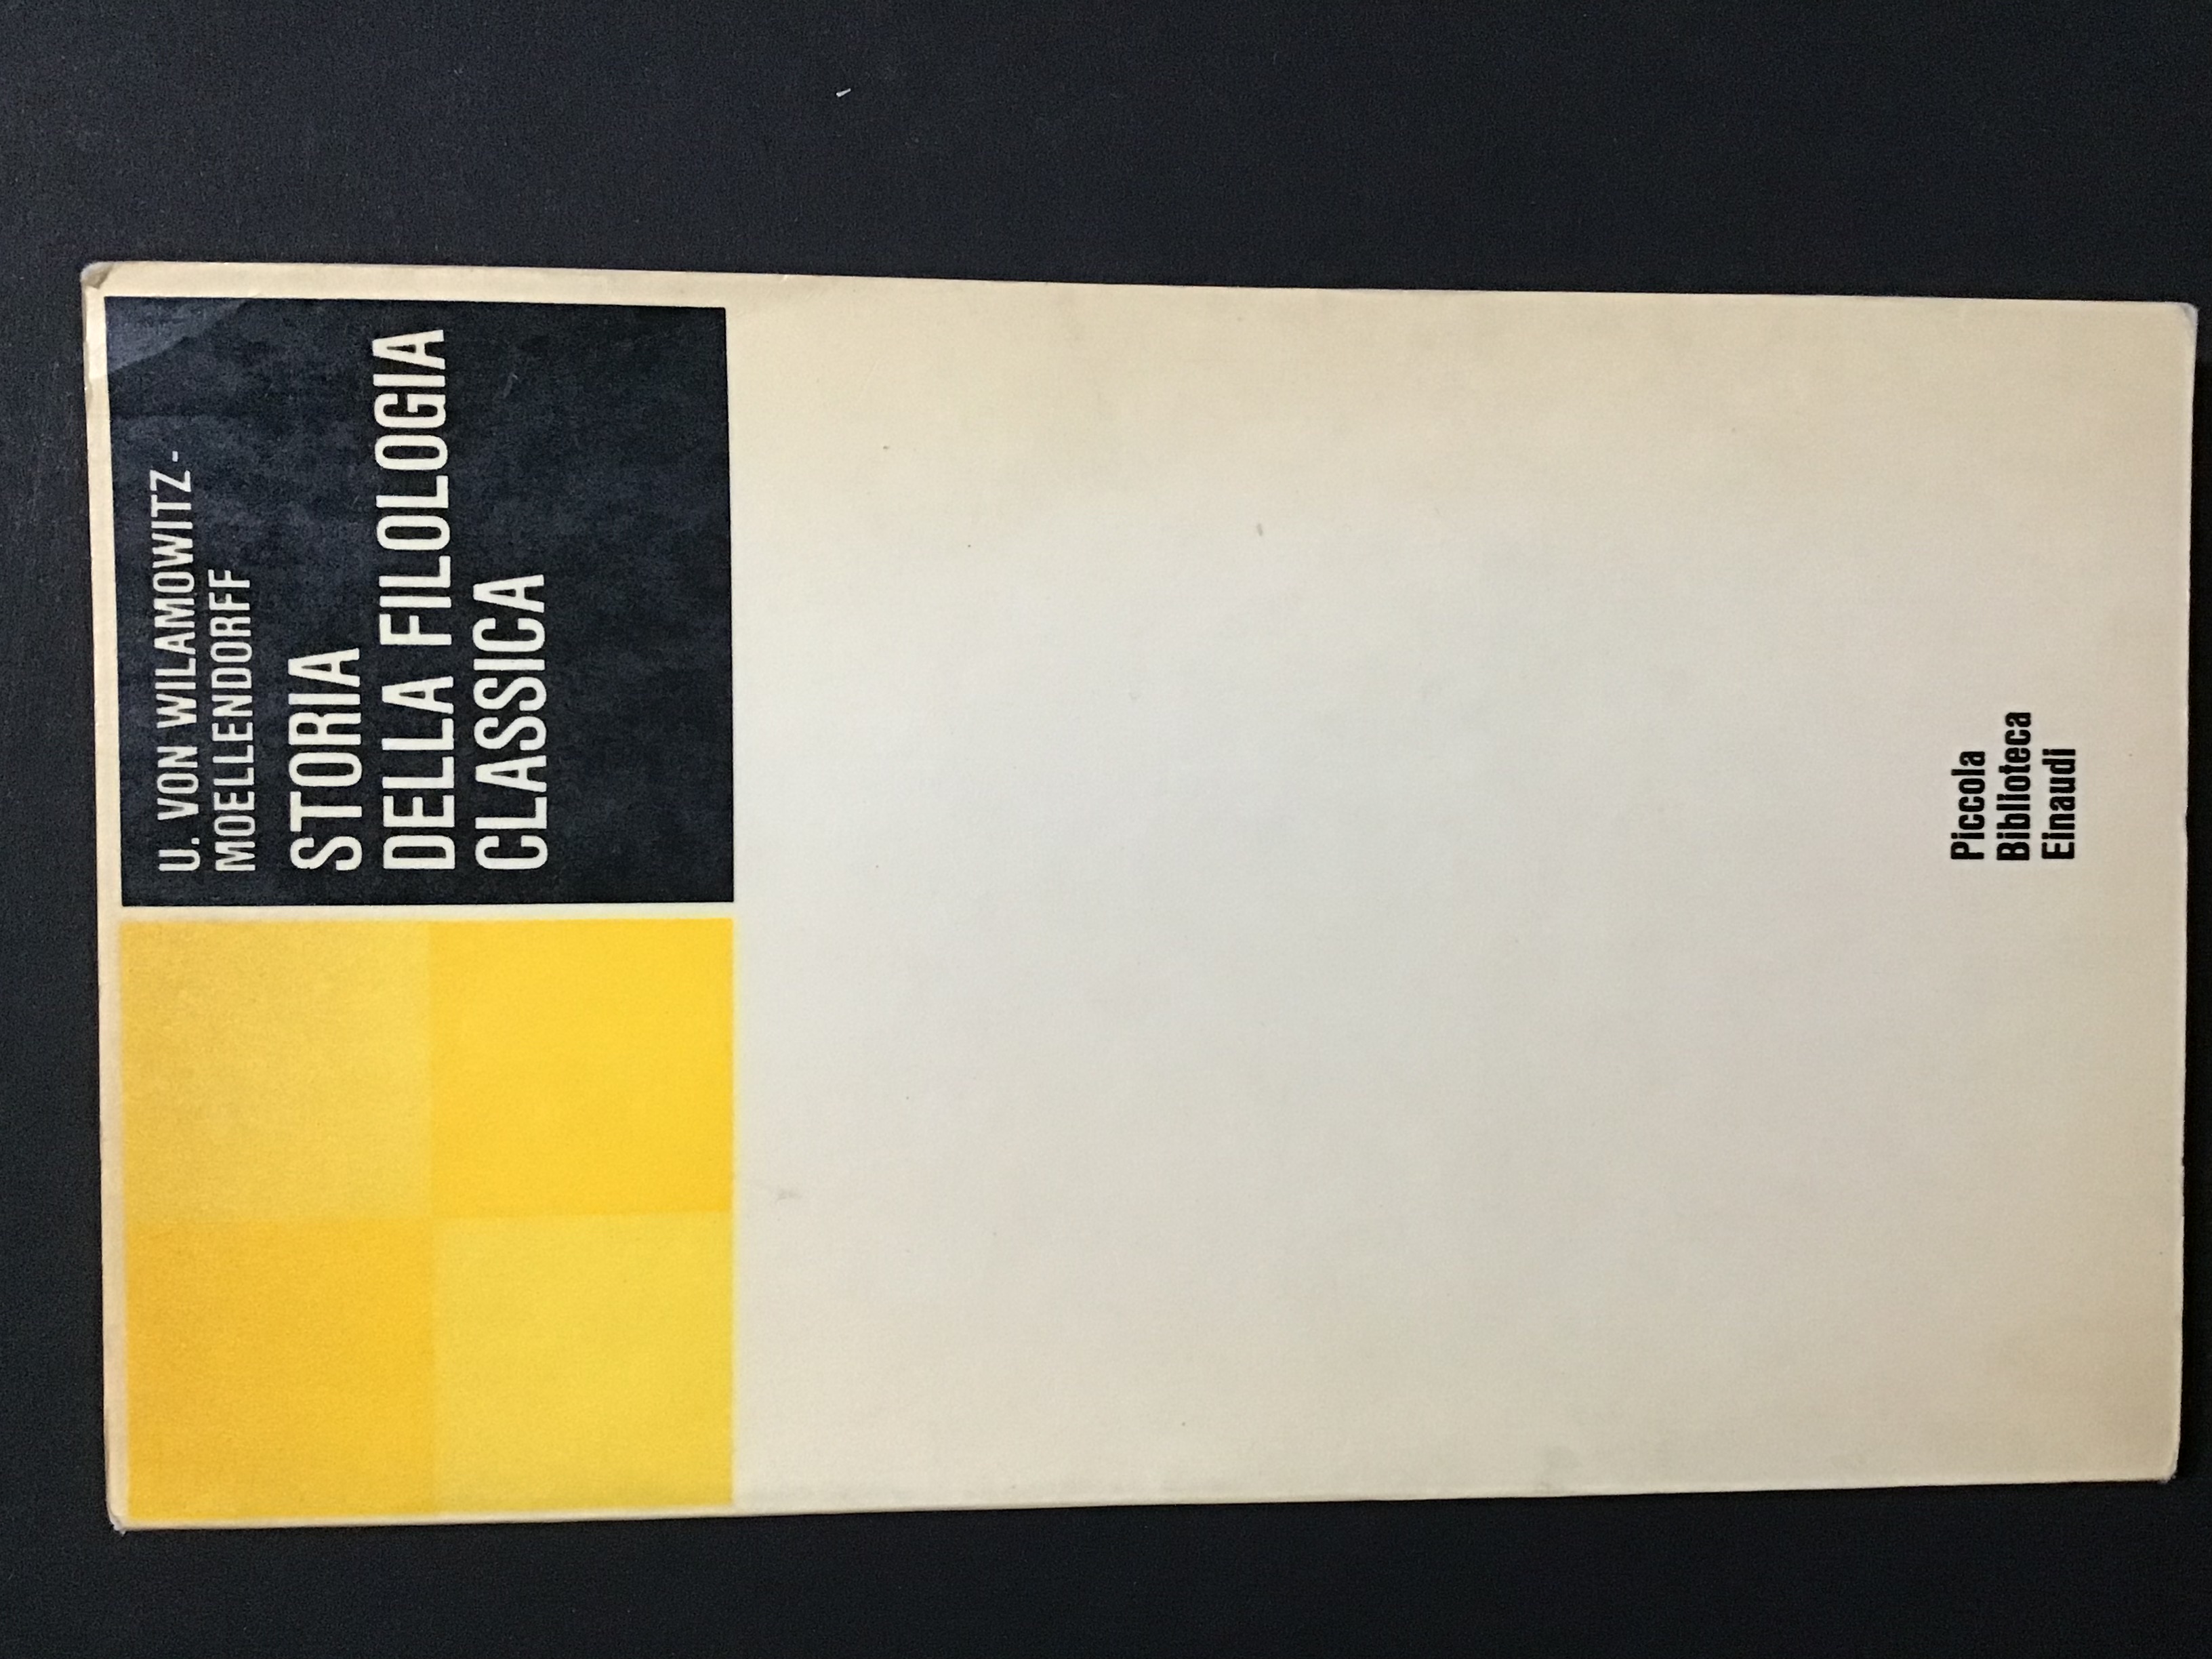 U. VON WILAMOWITZ-
MOELLENDORFF
STORIA
DELLA FILOLOGIA
CLASSICA
Piccola
Biblioteca
Einaudi